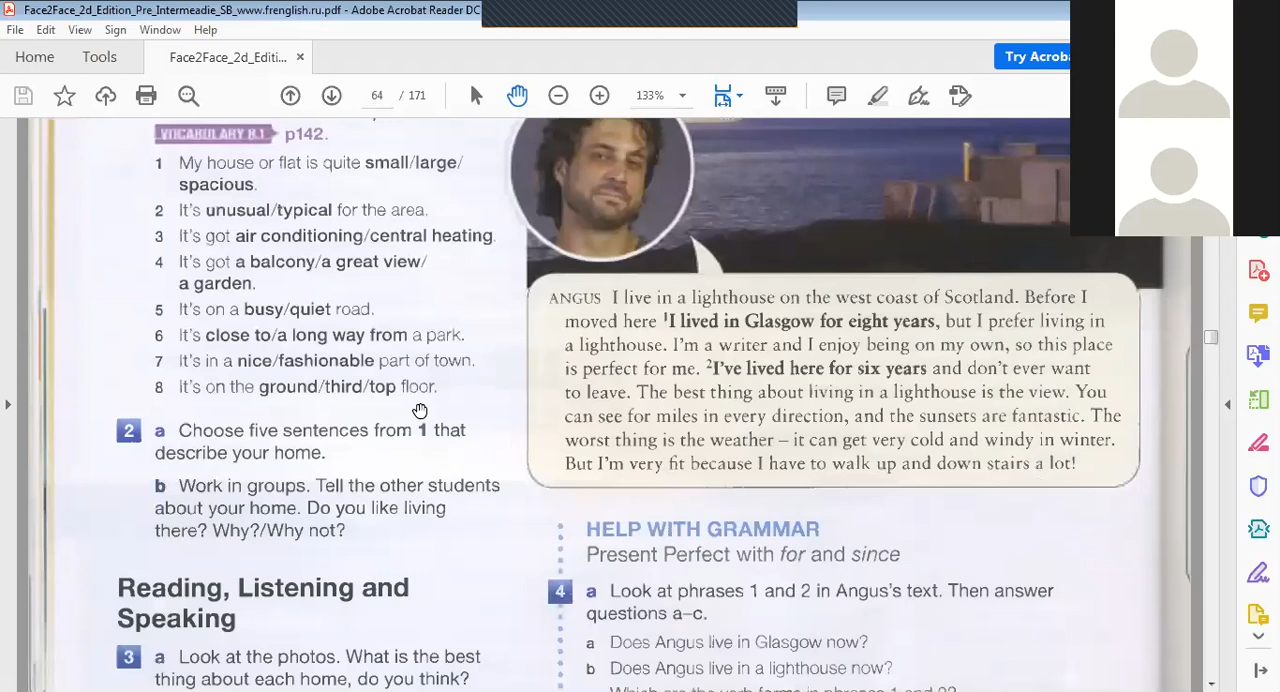 Face2Face_2d_Edition_Pre_Intermeadie_SB_www.frenglish.ru.pdf - Adobe Acrobat Reader DC
File Edit View Sign Window Help
Home Tools Face2Face_2d_Editi... × Try Acroba
64 / 171 133%
VOCABULARY 8.1 p142.
1 My house or flat is quite small/large/
spacious.
2 It's unusual/typical for the area.
3 It's got air conditioning/central heating.
4 It's got a balcony/a great view/
a garden.
5 It's on a busy/quiet road.
6 It's close to/a long way from a park.
7 It's in a nice/fashionable part of town.
8 It's on the ground/third/top floor.
2 a Choose five sentences from 1 that
describe your home.
b Work in groups. Tell the other students
about your home. Do you like living
there? Why?/Why not?
Reading, Listening and
Speaking
3 a Look at the photos. What is the best
thing about each home, do you think?
ANGUS I live in a lighthouse on the west coast of Scotland. Before I
moved here ¹I lived in Glasgow for eight years, but I prefer living in
a lighthouse. I'm a writer and I enjoy being on my own, so this place
is perfect for me. ²I've lived here for six years and don't ever want
to leave. The best thing about living in a lighthouse is the view. You
can see for miles in every direction, and the sunsets are fantastic. The
worst thing is the weather – it can get very cold and windy in winter.
But I'm very fit because I have to walk up and down stairs a lot!
HELP WITH GRAMMAR
Present Perfect with for and since
4 a Look at phrases 1 and 2 in Angus's text. Then answer
questions a–c.
a Does Angus live in Glasgow now?
b Does Angus live in a lighthouse now?